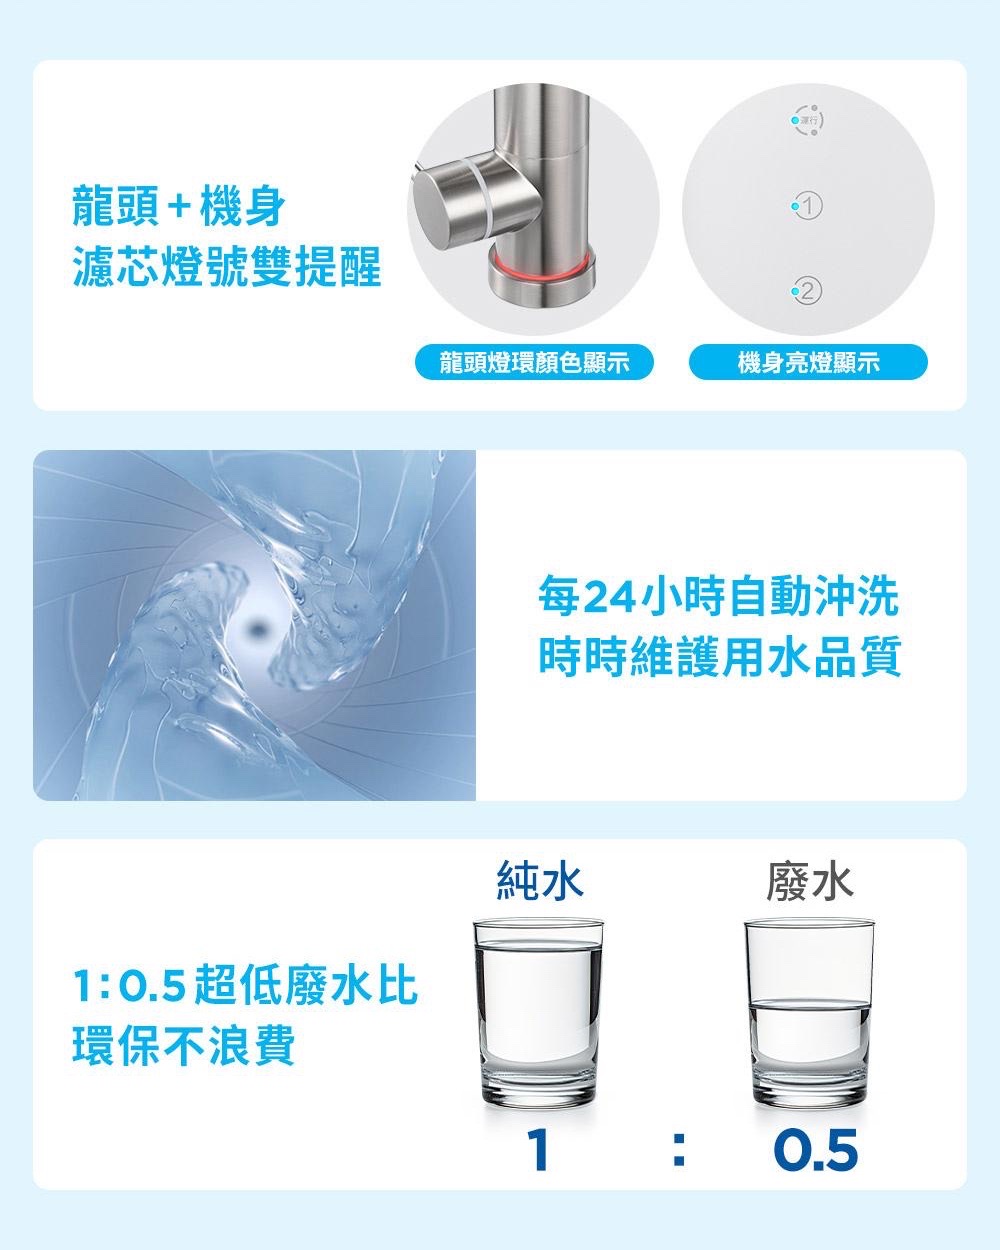 龍頭+機身
濾芯燈號雙提醒
運行
1
2
龍頭燈環顏色顯示
機身亮燈顯示
每24小時自動沖洗
時時維護用水品質
純水
廢水
1:0.5超低廢水比
環保不浪費
1 : 0.5